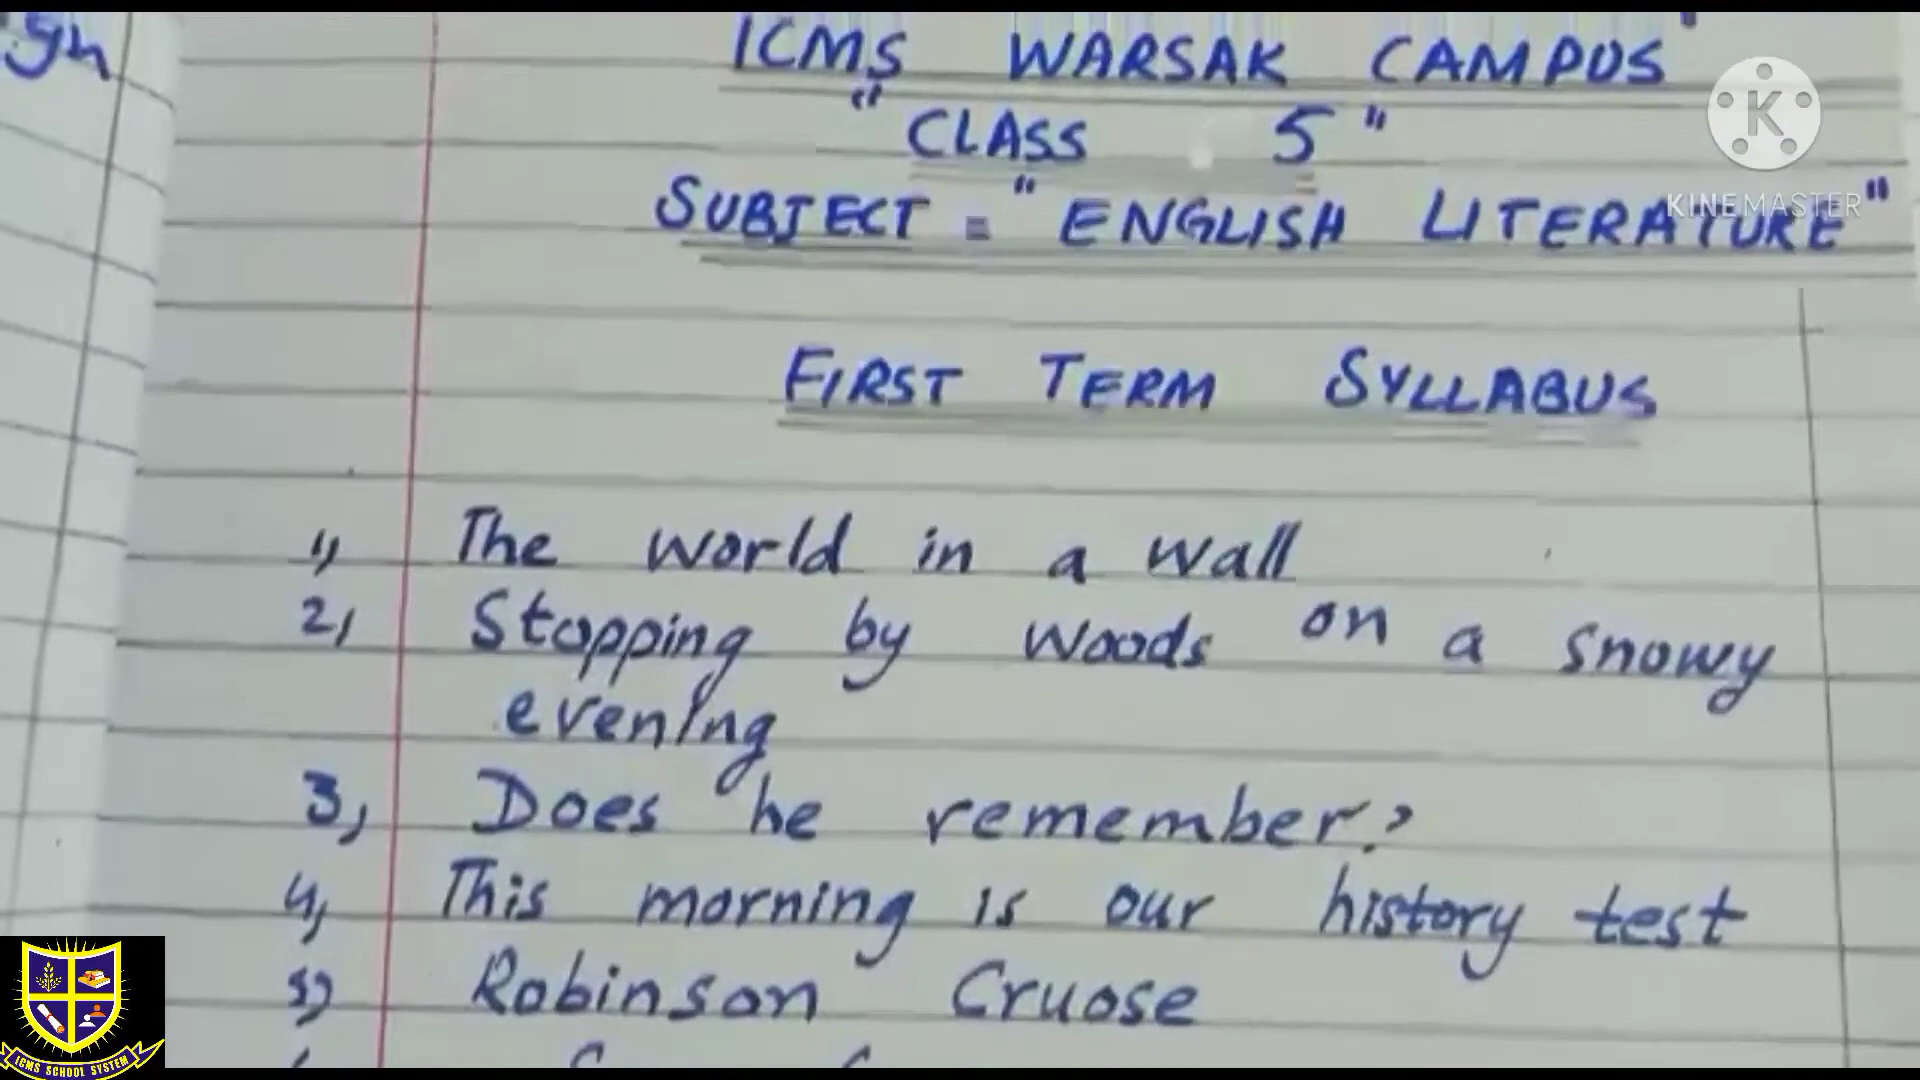 ICMS WARSAK CAMPUS"
"CLASS 5"
SUBJECT = "ENGLISH LITERATURE"
KINEMASTER
FIRST TERM SYLLABUS
1) The world in a wall
2) Stopping by woods on a snowy
evening
3) Does he remember?
4) This morning is our history test
5) Robinson Cruose
ICMS SCHOOL SYSTEM